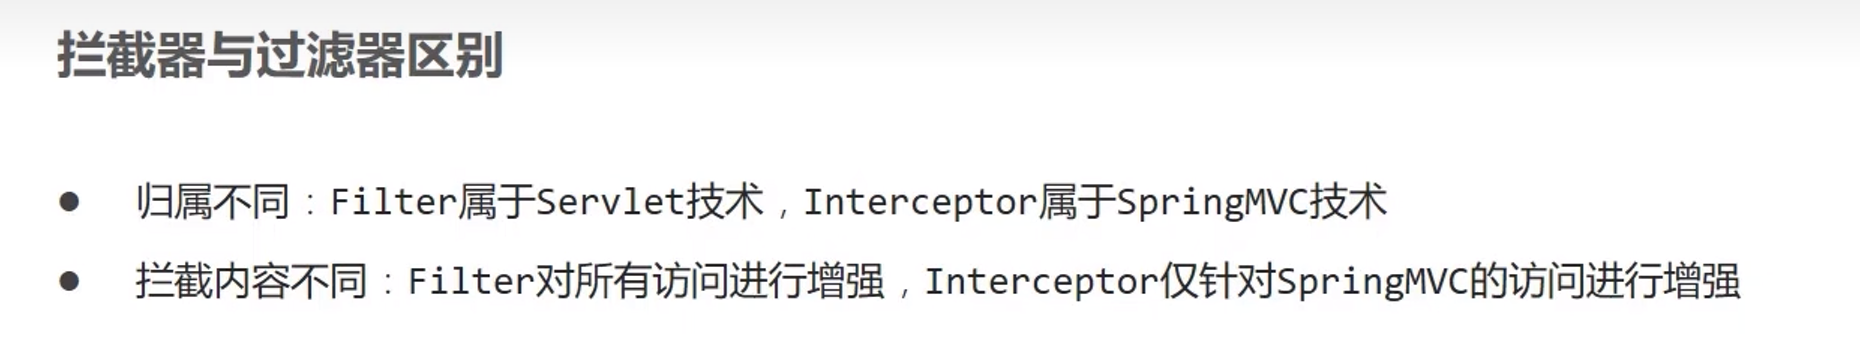 拦截器与过滤器区别
● 归属不同：Filter属于Servlet技术，Interceptor属于SpringMVC技术
● 拦截内容不同：Filter对所有访问进行增强，Interceptor仅针对SpringMVC的访问进行增强